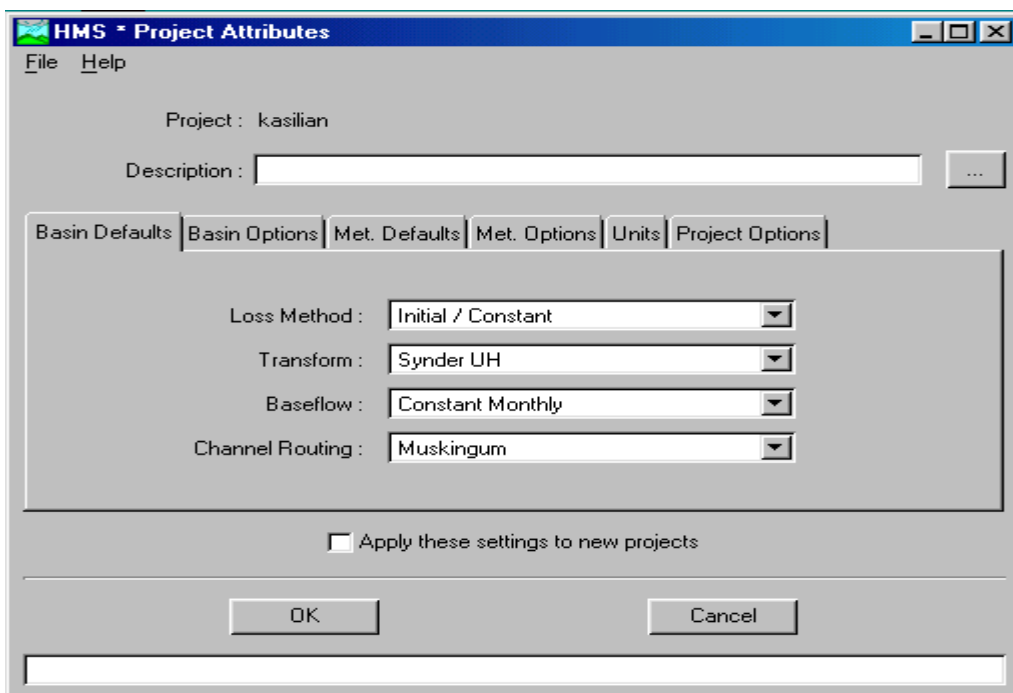 HMS * Project Attributes
File Help
Project : kasilian
Description :
...
Basin Defaults Basin Options Met. Defaults Met. Options Units Project Options
Loss Method : Initial / Constant
Transform : Synder UH
Baseflow : Constant Monthly
Channel Routing : Muskingum
Apply these settings to new projects
OK Cancel